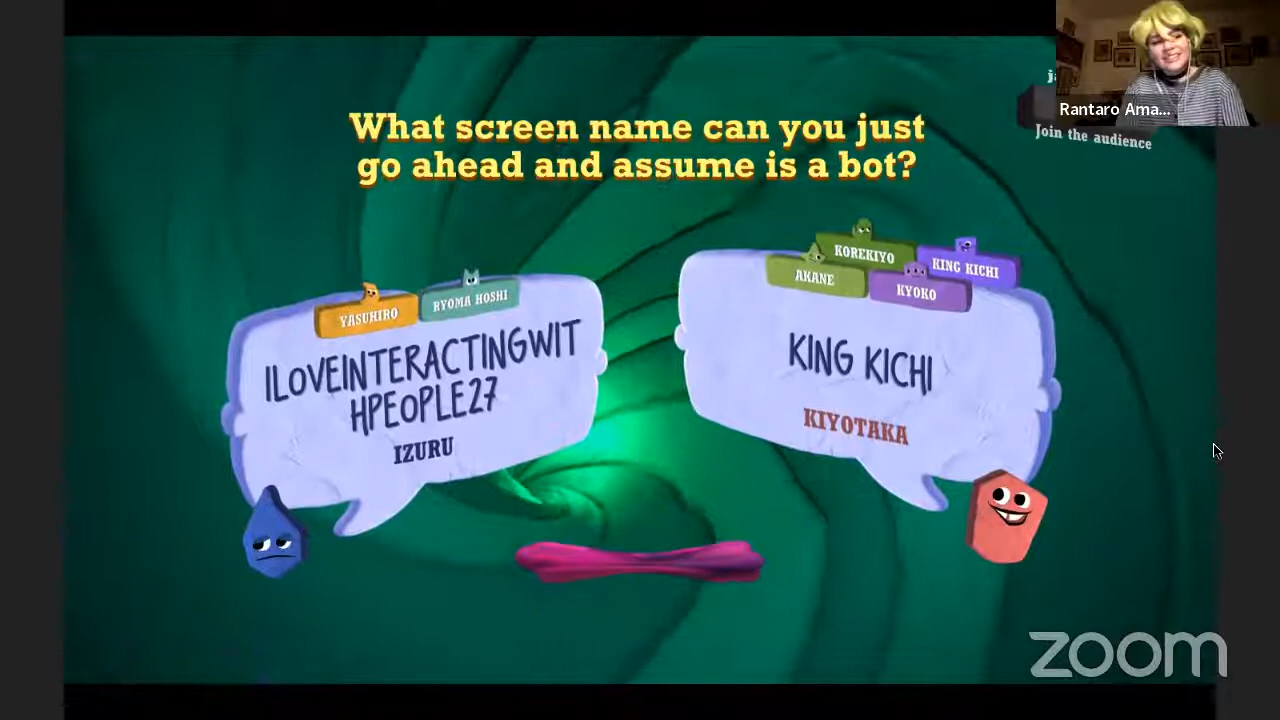 What screen name can you just
go ahead and assume is a bot?
Rantaro Ama...
Join the audience
YASUHIRO
RYOMA HOSHI
ILOVEINTERACTINGWIT
HPEOPLE27
IZURU
KOREKIYO
KING KICHI
AKANE
KYOKO
KING KICHI
KIYOTAKA
zoom